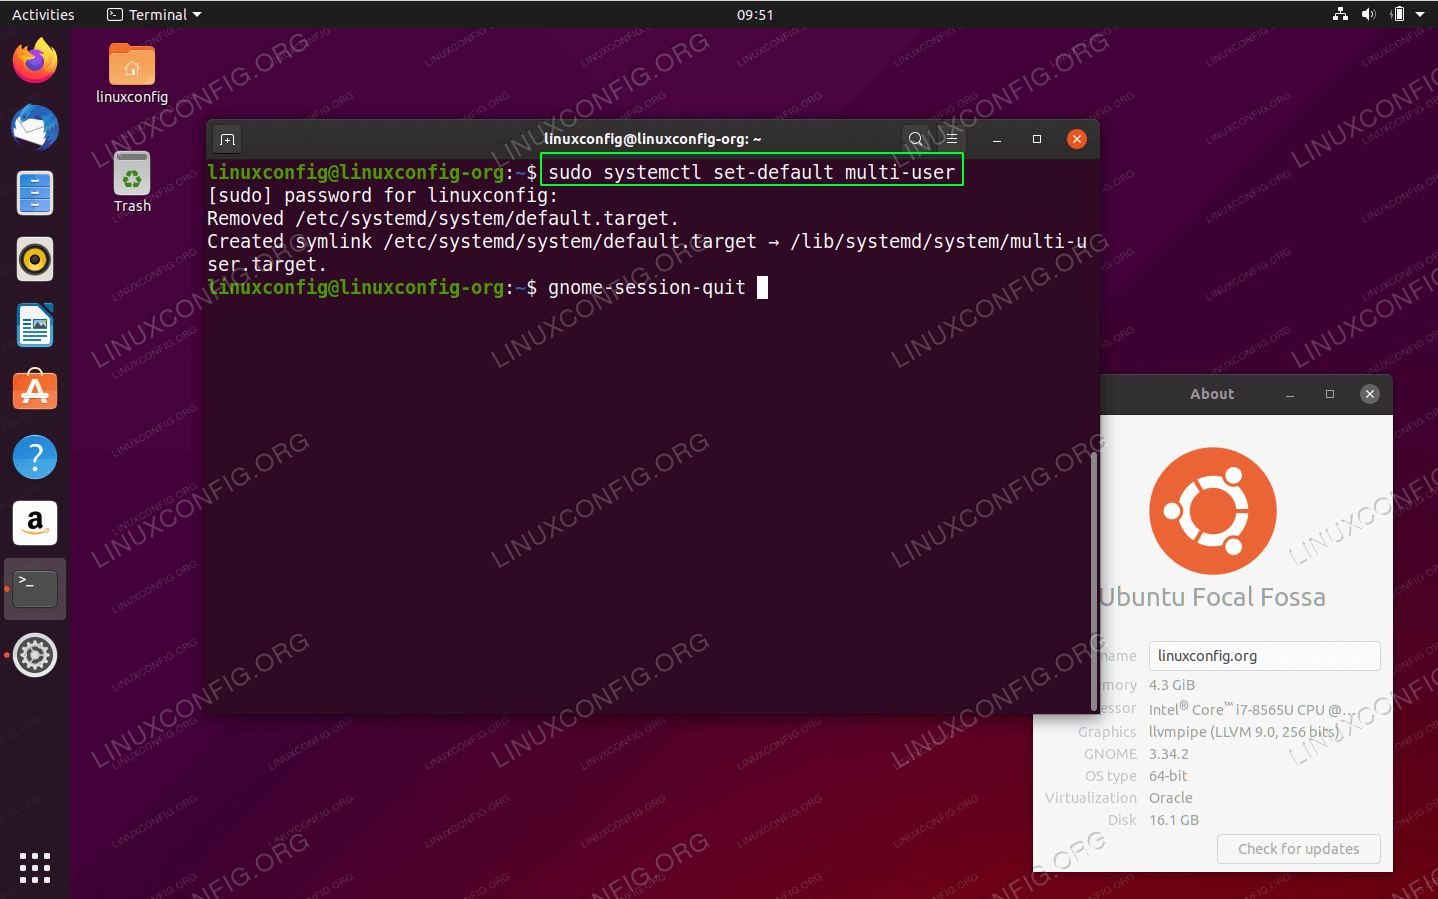 Activities
Terminal
09:51
linuxconfig
Trash
linuxconfig@linuxconfig-org: ~
linuxconfig@linuxconfig-org:~$ sudo systemctl set-default multi-user
[sudo] password for linuxconfig:
Removed /etc/systemd/system/default.target.
Created symlink /etc/systemd/system/default.target → /lib/systemd/system/multi-u
ser.target.
linuxconfig@linuxconfig-org:~$ gnome-session-quit
About
Ubuntu Focal Fossa
name linuxconfig.org
mory 4.3 GiB
essor Intel® Core™ i7-8565U CPU @...
Graphics llvmpipe (LLVM 9.0, 256 bits)
GNOME 3.34.2
OS type 64-bit
Virtualization Oracle
Disk 16.1 GB
Check for updates
LINUXCONFIG.ORG